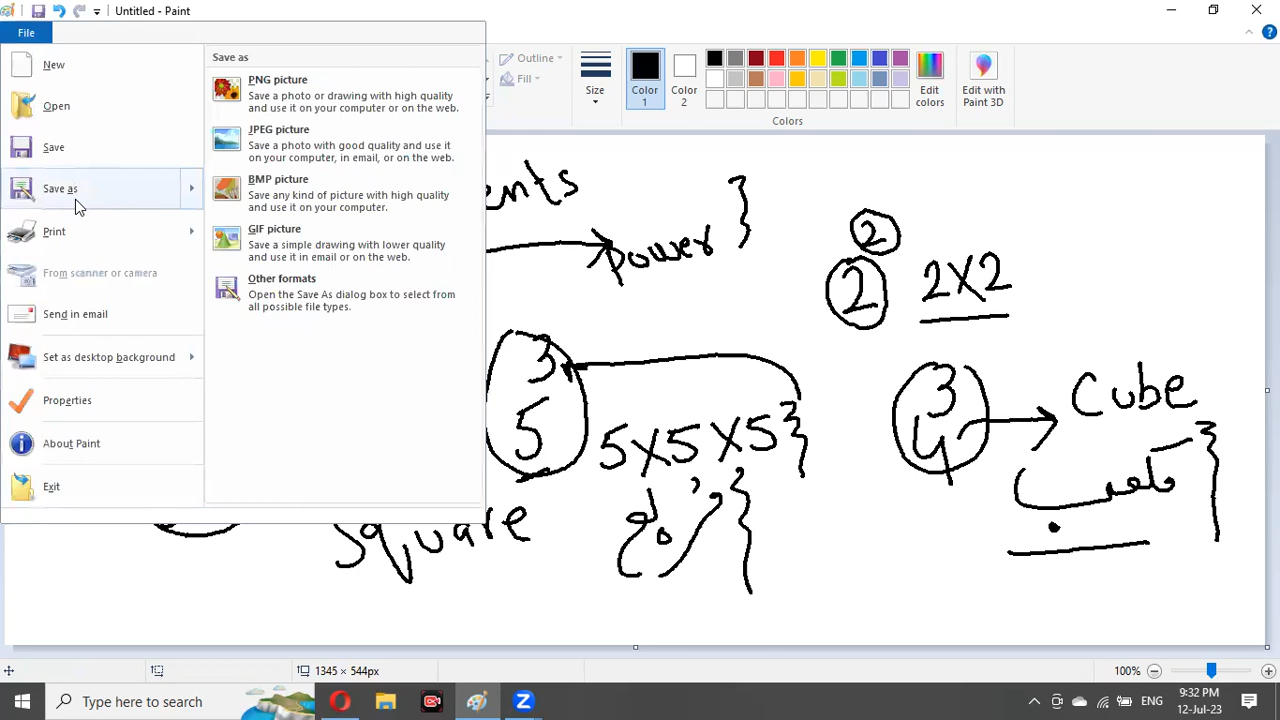 Untitled - Paint
File
New
Open
Save
Save as
Print
From scanner or camera
Send in email
Set as desktop background
Properties
About Paint
Exit
Save as
PNG picture
Save a photo or drawing with high quality
and use it on your computer or on the web.
JPEG picture
Save a photo with good quality and use it
on your computer, in email, or on the web.
BMP picture
Save any kind of picture with high quality
and use it on your computer.
GIF picture
Save a simple drawing with lower quality
and use it in email or on the web.
Other formats
Open the Save As dialog box to select from
all possible file types.
Outline
Fill
Size
Color
1
Color
2
Edit
colors
Edit with
Paint 3D
Colors
ents
power }
2
2 2X2
3
5 5X5X5 }
3
4 Cube
مکعب }
square مربع }
1345 × 544px
100%
Type here to search
ENG
9:32 PM
12-Jul-23